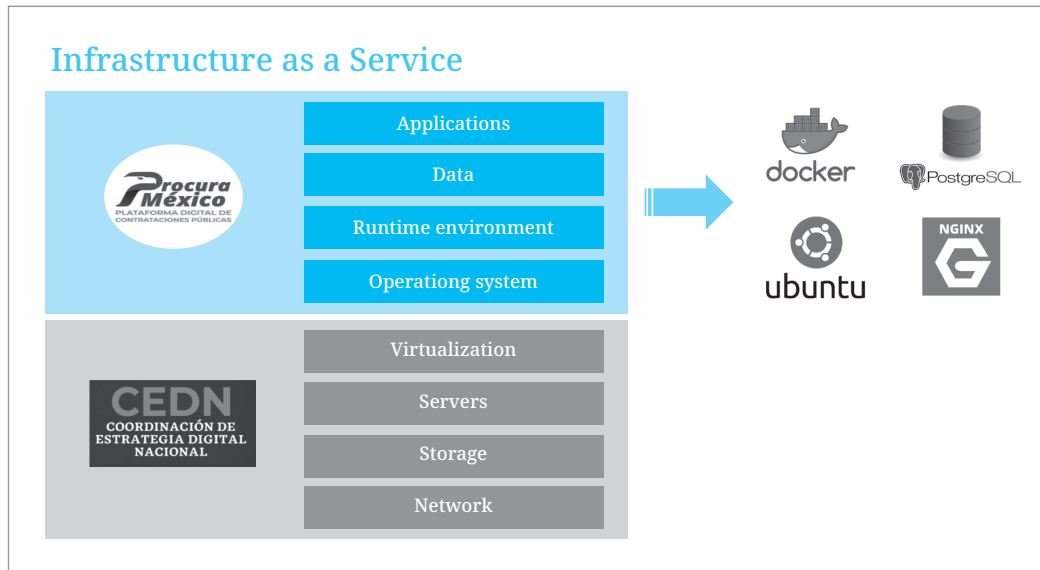 Infrastructure as a Service
Procura
México
PLATAFORMA DIGITAL DE
CONTRATACIONES PÚBLICAS
Applications
Data
Runtime environment
Operationg system
docker
PostgreSQL
ubuntu
NGINX
G
CEDN
COORDINACIÓN DE
ESTRATEGIA DIGITAL
NACIONAL
Virtualization
Servers
Storage
Network